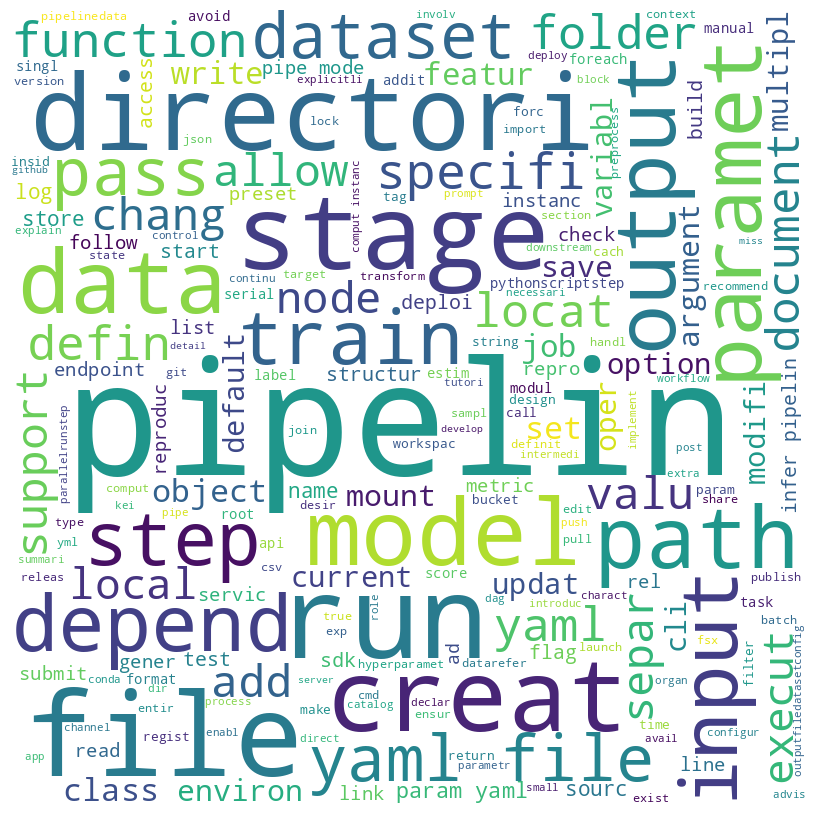 pipelinedata
avoid
involv
context
function
dataset
folder
manual
deploy
foreach
singl
write
pipe mode
featur
version
access
explicitli
addit
block
directori
output
paramet
multipl
build
json
lock
forc
import
preprocess
variabl
document
insid
github
pass
allow
specifi
log
preset
tag
prompt
instanc
comput instanc
explain
store
chang
control
section
check
argument
follow
start
stage
downstream
miss
state
cach
save
recommend
data
continu
target
transform
pythonscriptstep
serial
node
deploi
necessari
locat
handl
list
string
detail
train
defin
job
option
endpoint
git
default
label
structur
estim
repro
tutori
modul
workflow
design
reproduc
pipelin
sampl
call
set
oper
implement
modifi
infer pipelin
join
develop
definit
workspac
intermedi
post
support
parallelrunstep
object
name
metric
extra
comput
mount
bucket
valu
param
share
kei
desir
edit
type
root
step
model
push
path
pipe
yml
api
pull
summari
csv
current
score
releas
local
servic
updat
rel
publish
dag
introduc
task
depend
run
yaml
separ
cli
input
batch
true
role
exp
flag
launch
fsx
gener
test
sdk
hyperparamet
ad
datarefer
filter
execut
outputfiledatasetconfig
submit
conda
format
add
server
organ
dir
cmd
declar
entir
process
catalog
creat
time
file
make
ensur
channel
enabl
direct
avail
configur
read
regist
yaml file
return
line
app
parametr
sourc
class
environ
link
param yaml
small
exist
advis